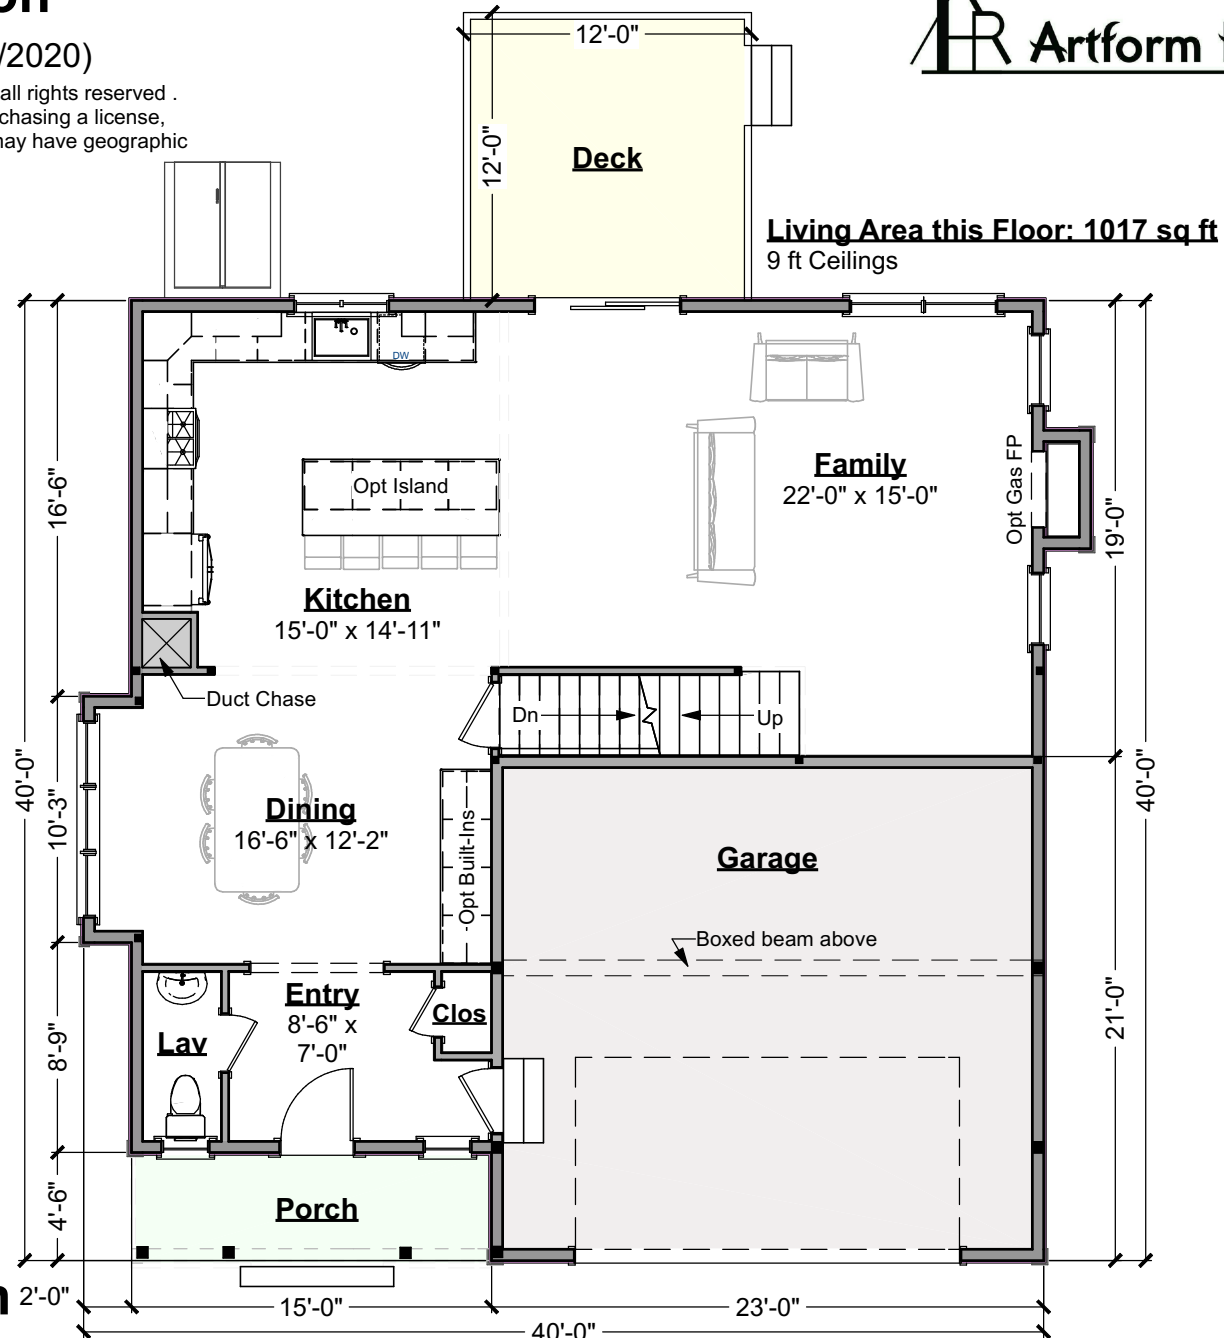 /2020)
all rights reserved .
chasing a license,
may have geographic
Artform
12'-0"
12'-0"
Deck
Living Area this Floor: 1017 sq ft
9 ft Ceilings
DW
Opt Island
Family
22'-0" x 15'-0"
Opt Gas FP
16'-6"
19'-0"
Kitchen
15'-0" x 14'-11"
Duct Chase
Dn
Up
40'-0"
10'-3"
Dining
16'-6" x 12'-2"
Opt Built-Ins
Garage
40'-0"
Boxed beam above
Entry
8'-6" x
7'-0"
Clos
Lav
8'-9"
21'-0"
Porch
4'-6"
2'-0"
15'-0"
23'-0"
40'-0"